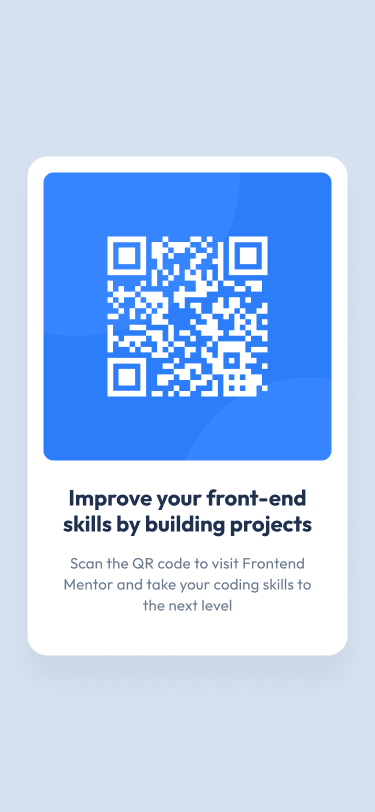 Improve your front-end
skills by building projects
Scan the QR code to visit Frontend
Mentor and take your coding skills to
the next level